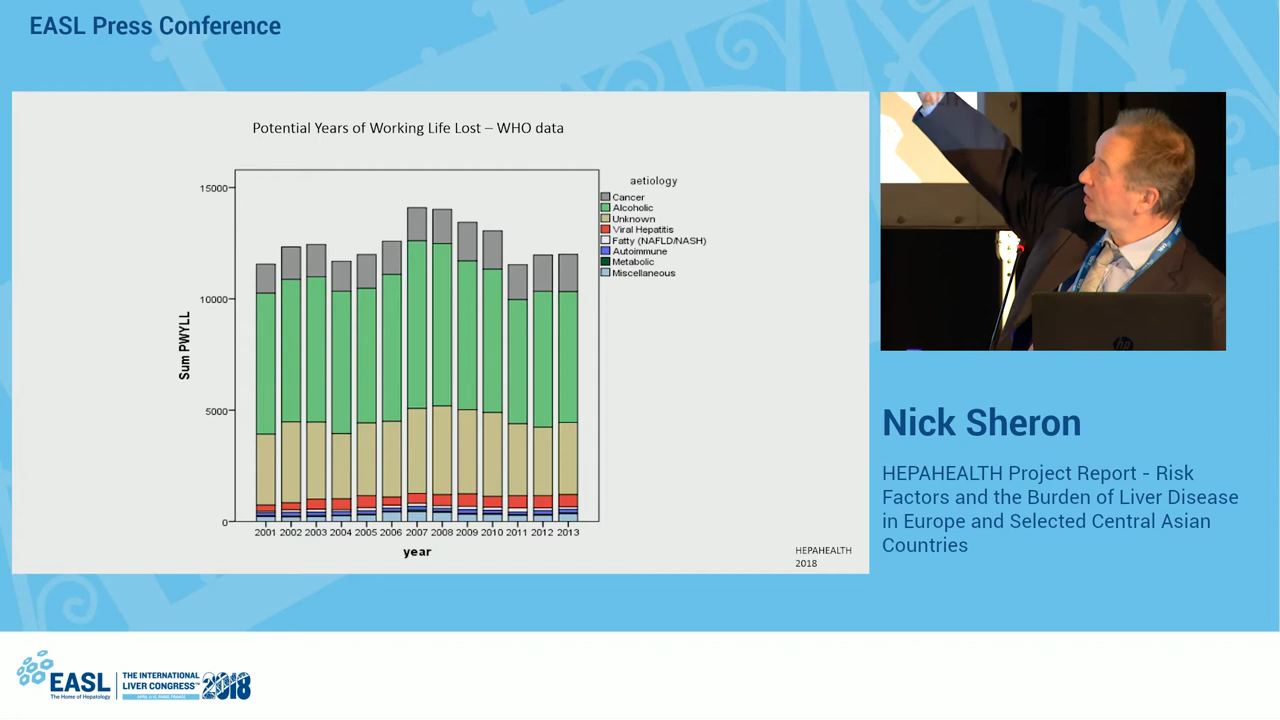 EASL Press Conference
Potential Years of Working Life Lost – WHO data
15000
10000
5000
0
Sum PWYLL
2001 2002 2003 2004 2005 2006 2007 2008 2009 2010 2011 2012 2013
year
aetiology
Cancer
Alcoholic
Unknown
Viral Hepatitis
Fatty (NAFLD/NASH)
Autoimmune
Metabolic
Miscellaneous
HEPAHEALTH
2018
hp
Nick Sheron
HEPAHEALTH Project Report - Risk
Factors and the Burden of Liver Disease
in Europe and Selected Central Asian
Countries
EASL
The Home of Hepatology
THE INTERNATIONAL
LIVER CONGRESS™
2018